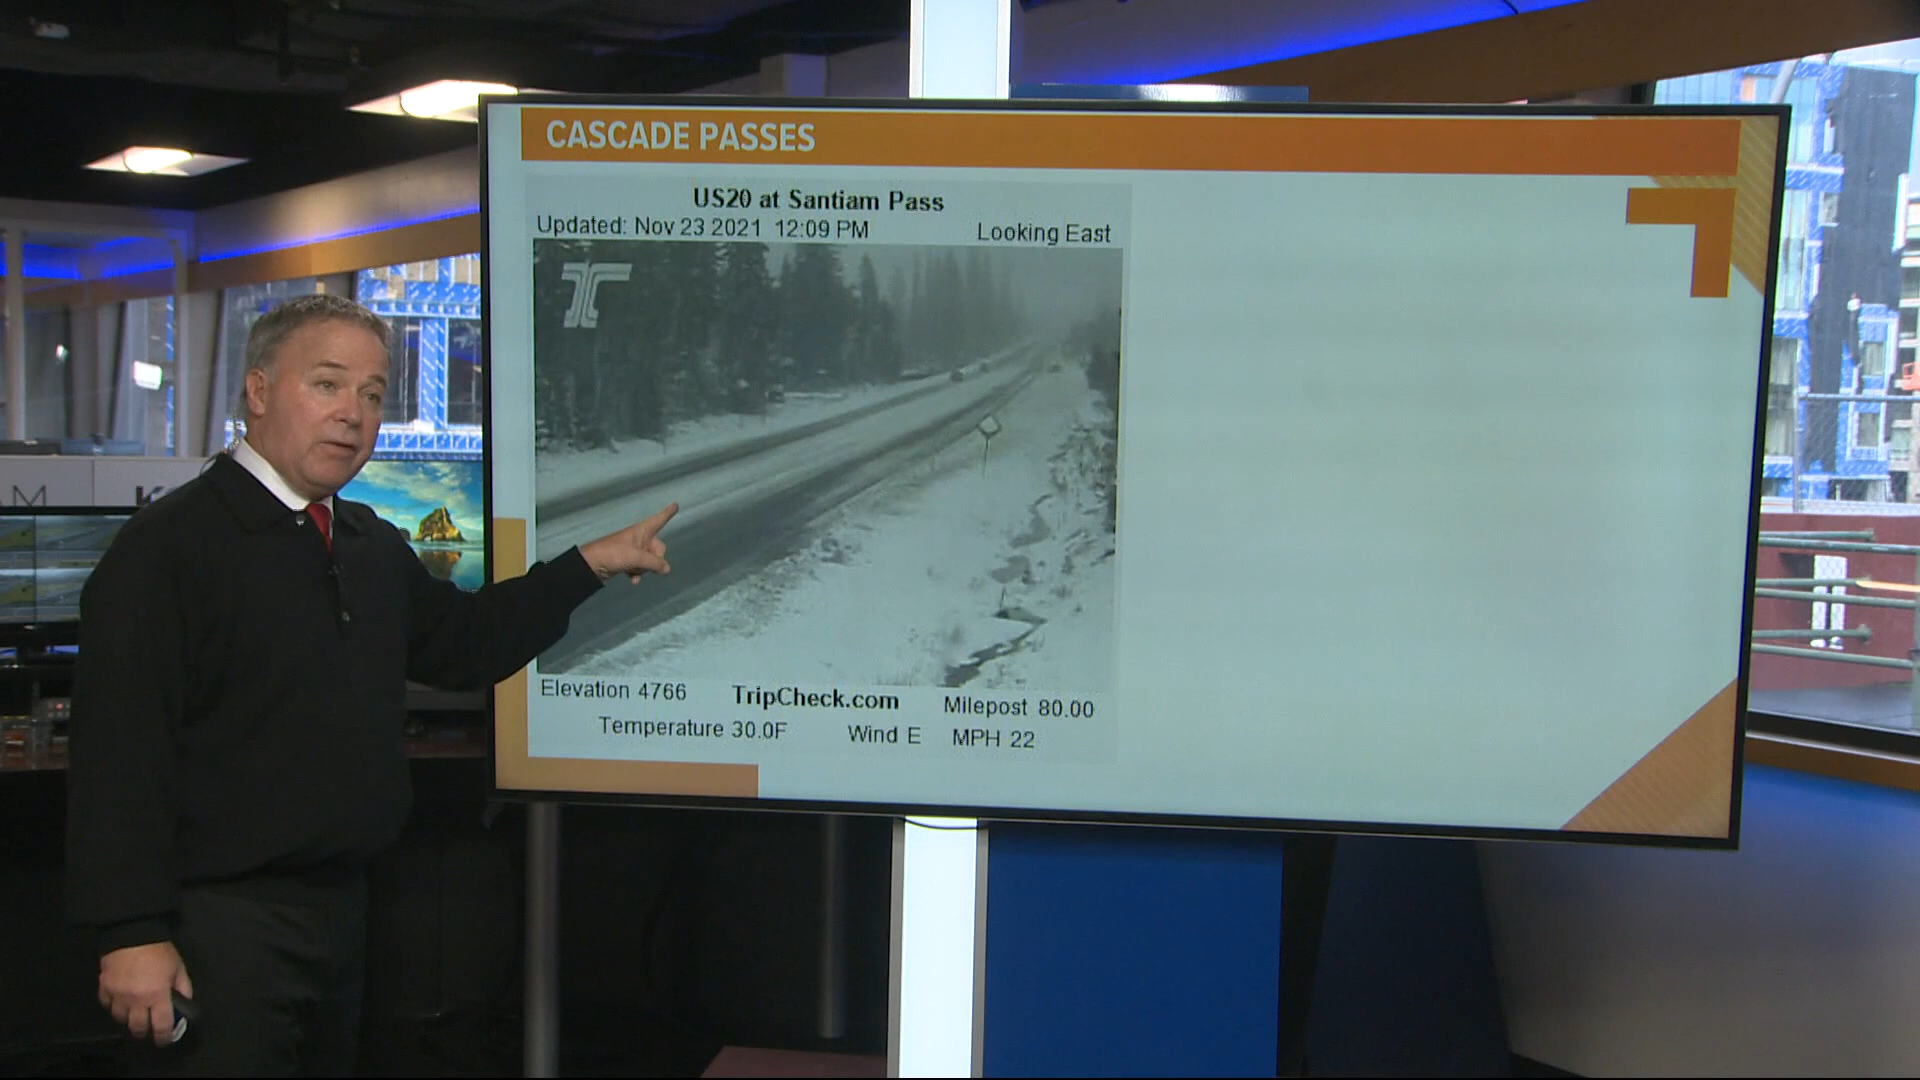 CASCADE PASSES
US20 at Santiam Pass
Updated: Nov 23 2021 12:09 PM
Looking East
Elevation 4766
TripCheck.com
Milepost 80.00
Temperature 30.0F
Wind E
MPH 22